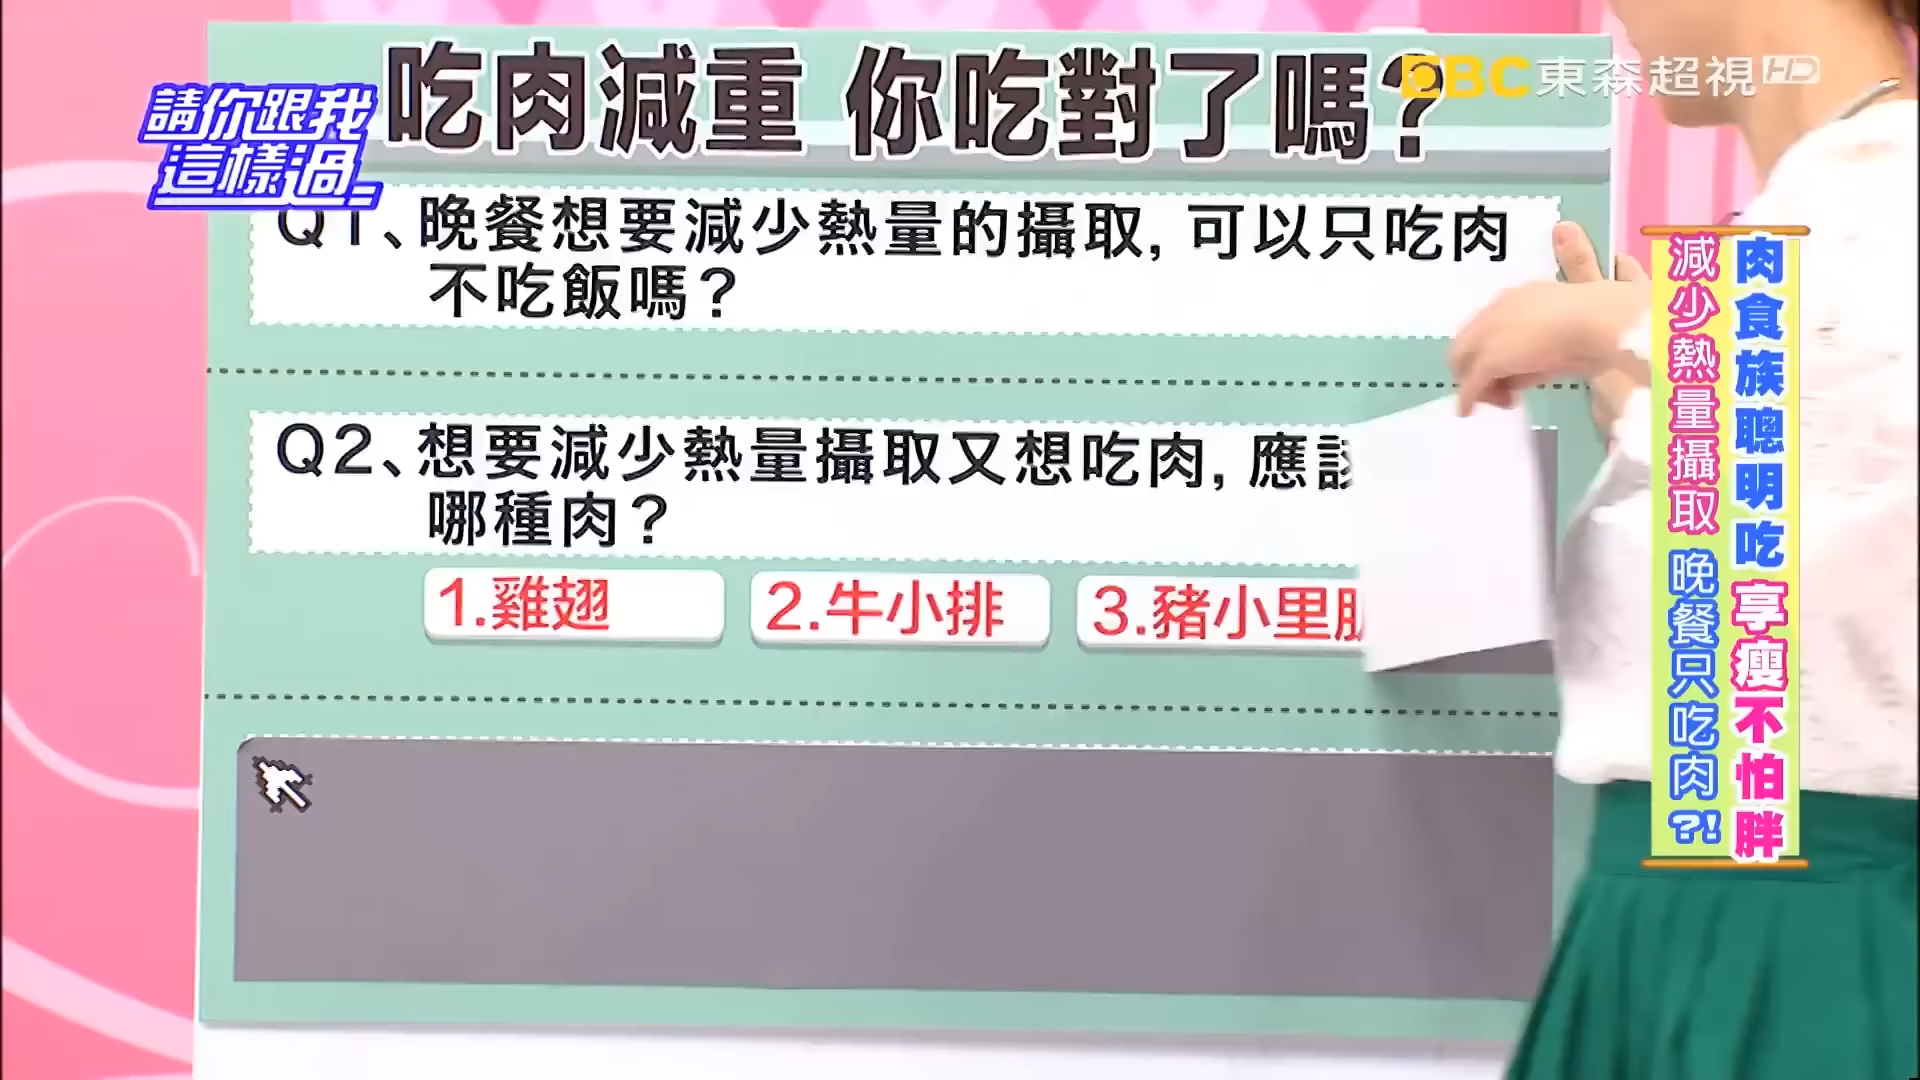 請你跟我
這樣過
吃肉減重 你吃對了嗎?
EBC東森超視HD
Q1、晚餐想要減少熱量的攝取,可以只吃肉
不吃飯嗎?
Q2、想要減少熱量攝取又想吃肉,應該
哪種肉?
1.雞翅
2.牛小排
3.豬小里肌
肉食族聰明吃 享瘦不怕胖
減少熱量攝取 晚餐只吃肉?!